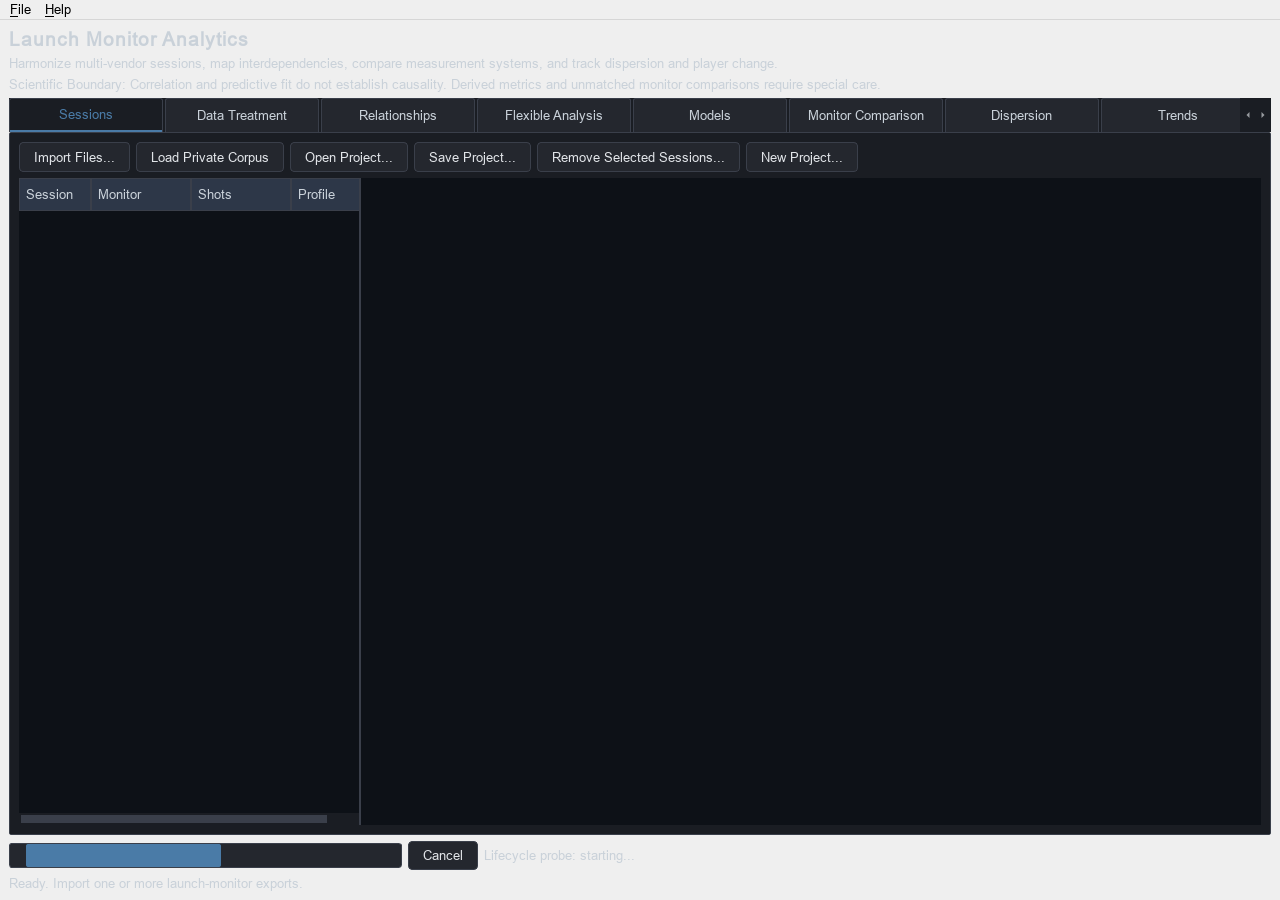 File Help
Launch Monitor Analytics
Harmonize multi-vendor sessions, map interdependencies, compare measurement systems, and track dispersion and player change.
Scientific Boundary: Correlation and predictive fit do not establish causality. Derived metrics and unmatched monitor comparisons require special care.
Sessions Data Treatment Relationships Flexible Analysis Models Monitor Comparison Dispersion Trends
Import Files... Load Private Corpus Open Project... Save Project... Remove Selected Sessions... New Project...
Session Monitor Shots Profile
Cancel Lifecycle probe: starting...
Ready. Import one or more launch-monitor exports.